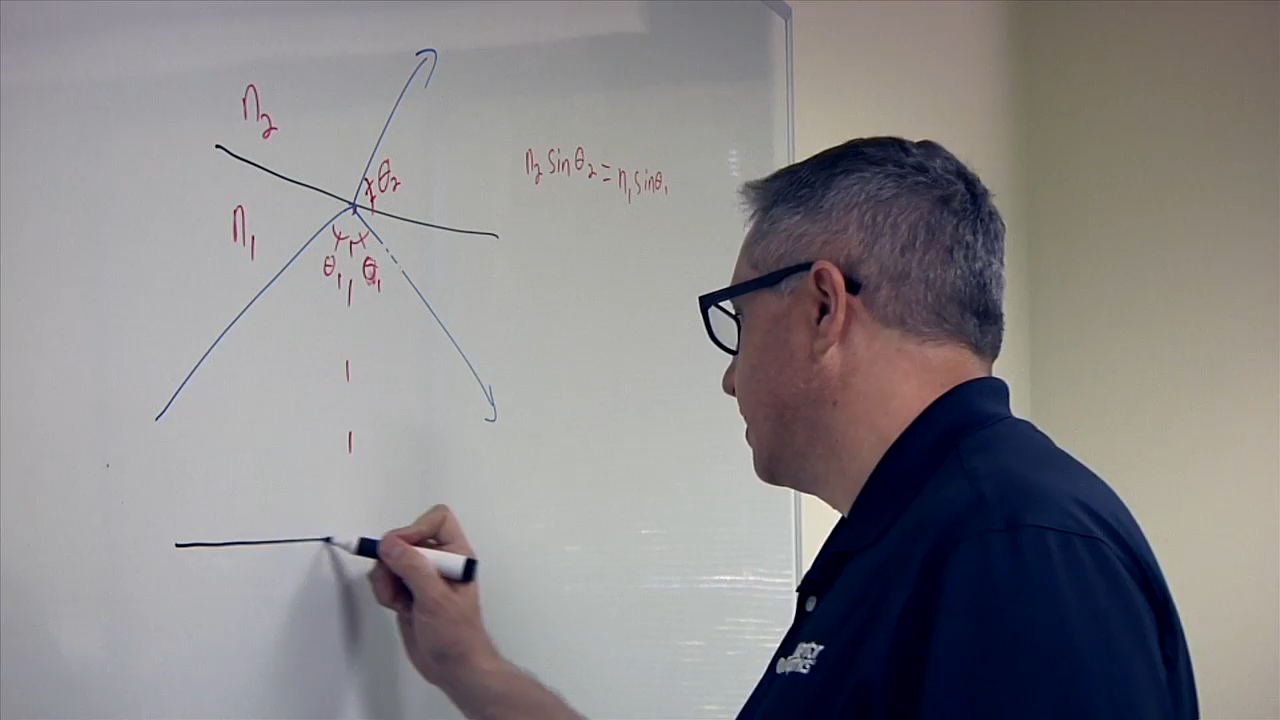 n₂
θ₂
n₂ sin θ₂ = n₁ sin θ₁
n₁
θ₁ θ₁